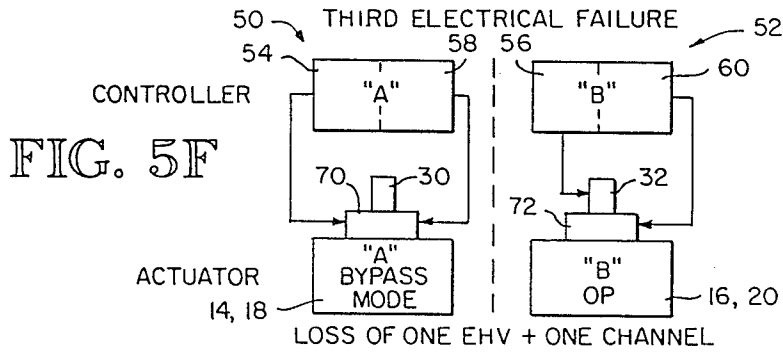 50 THIRD ELECTRICAL FAILURE 52
54 58 56 60
CONTROLLER "A" "B"
FIG. 5F
70 30 32
72
ACTUATOR "A" BYPASS MODE "B" OP
14, 18 16, 20
LOSS OF ONE EHV + ONE CHANNEL